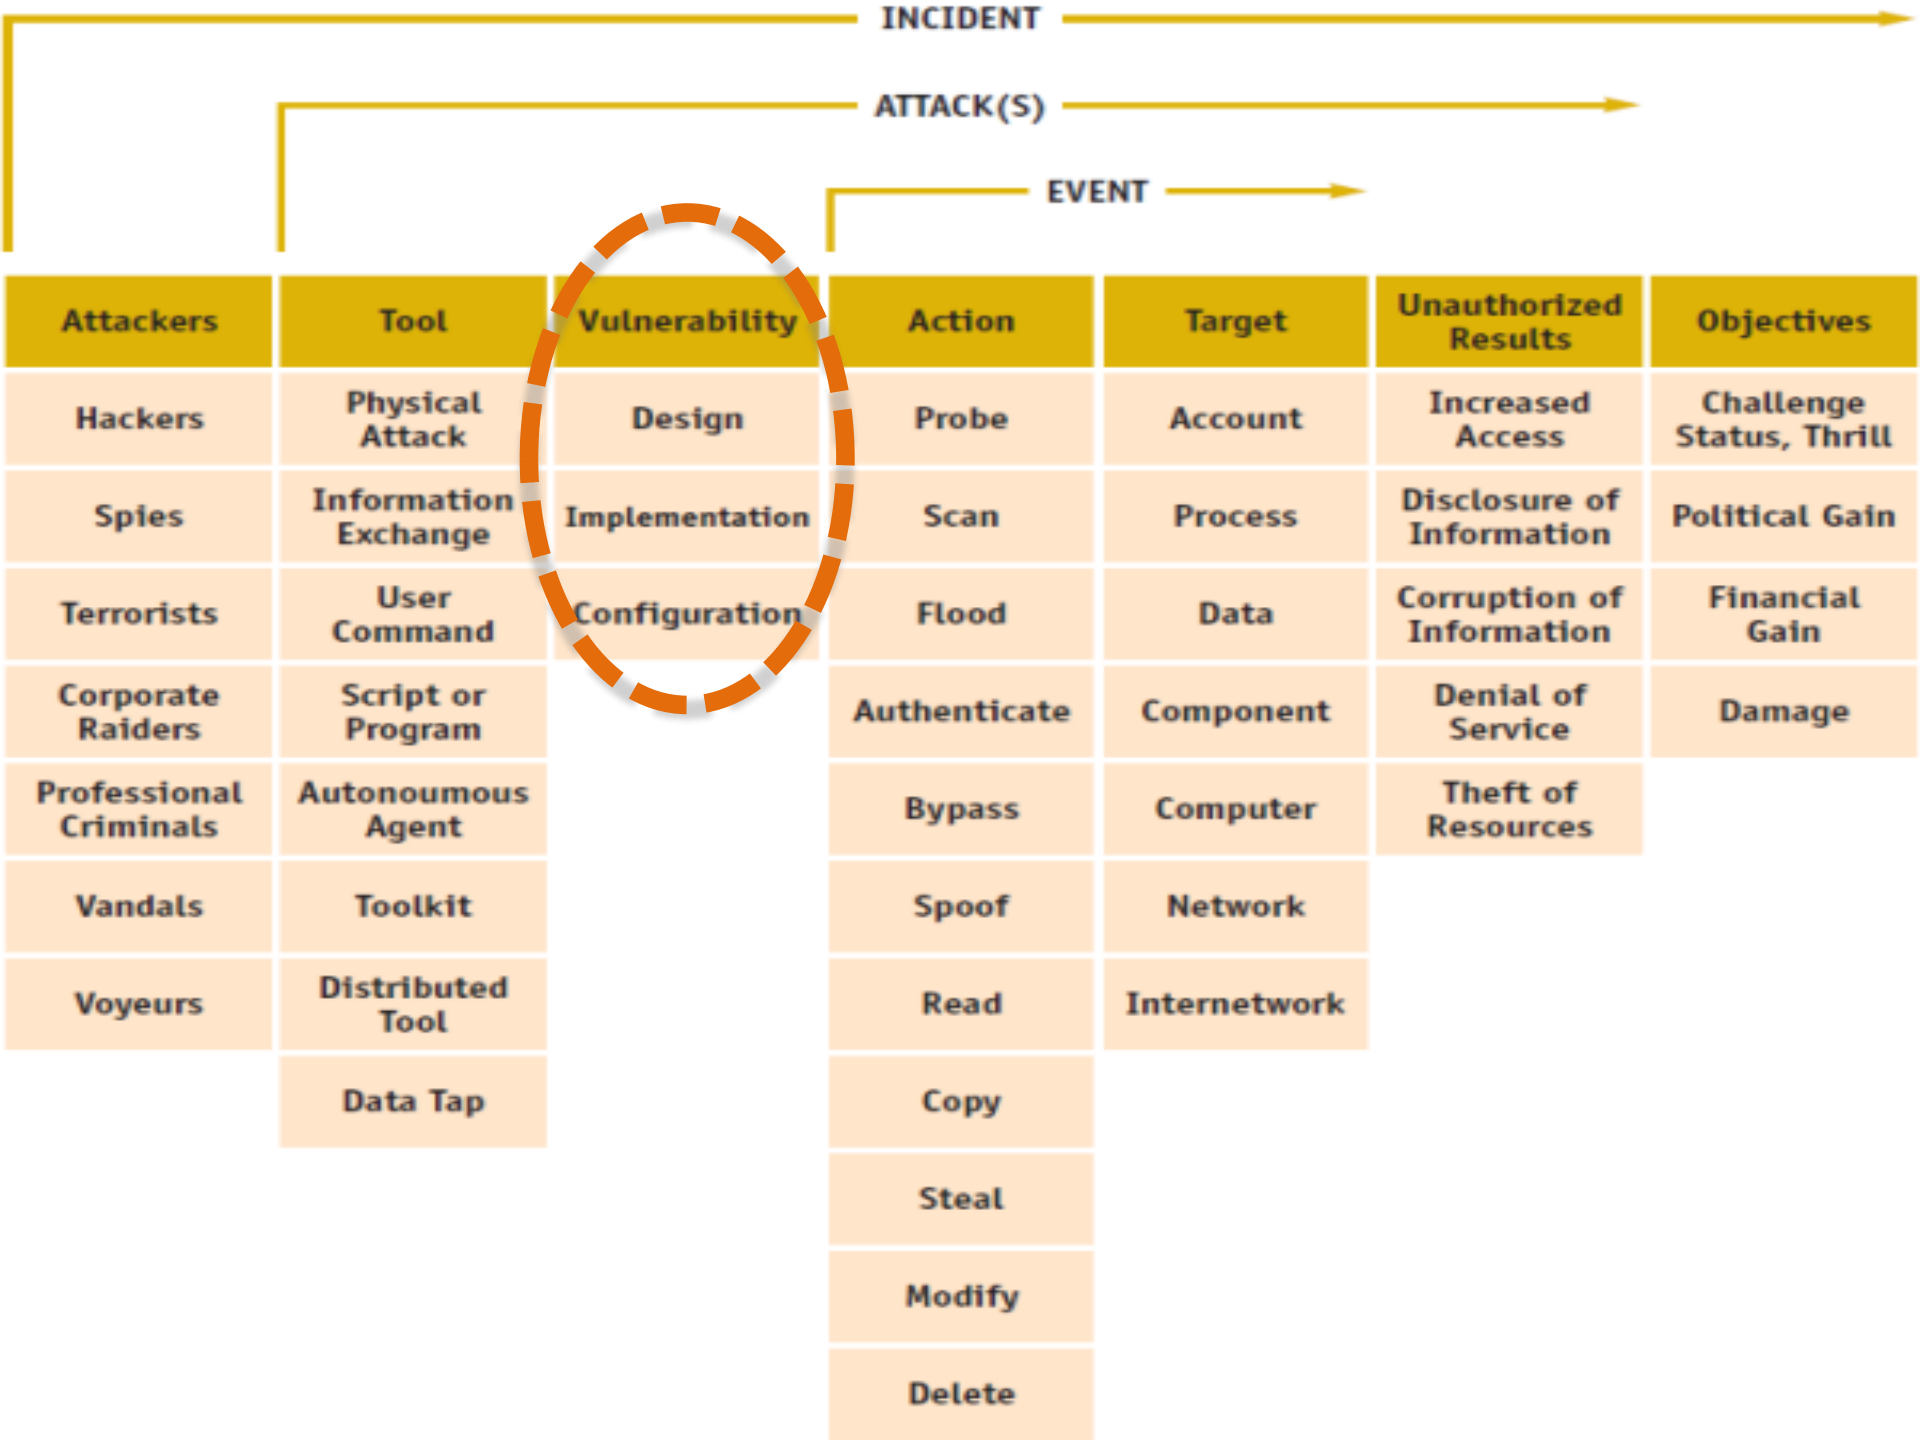 INCIDENT
ATTACK(S)
EVENT
Attackers
Tool
Vulnerability
Action
Target
Unauthorized
Results
Objectives
Hackers
Physical
Attack
Design
Probe
Account
Increased
Access
Challenge
Status, Thrill
Spies
Information
Exchange
Implementation
Scan
Process
Disclosure of
Information
Political Gain
Terrorists
User
Command
Configuration
Flood
Data
Corruption of
Information
Financial
Gain
Corporate
Raiders
Script or
Program
Authenticate
Component
Denial of
Service
Damage
Professional
Criminals
Autonoumous
Agent
Bypass
Computer
Theft of
Resources
Vandals
Toolkit
Spoof
Network
Voyeurs
Distributed
Tool
Read
Internetwork
Data Tap
Copy
Steal
Modify
Delete